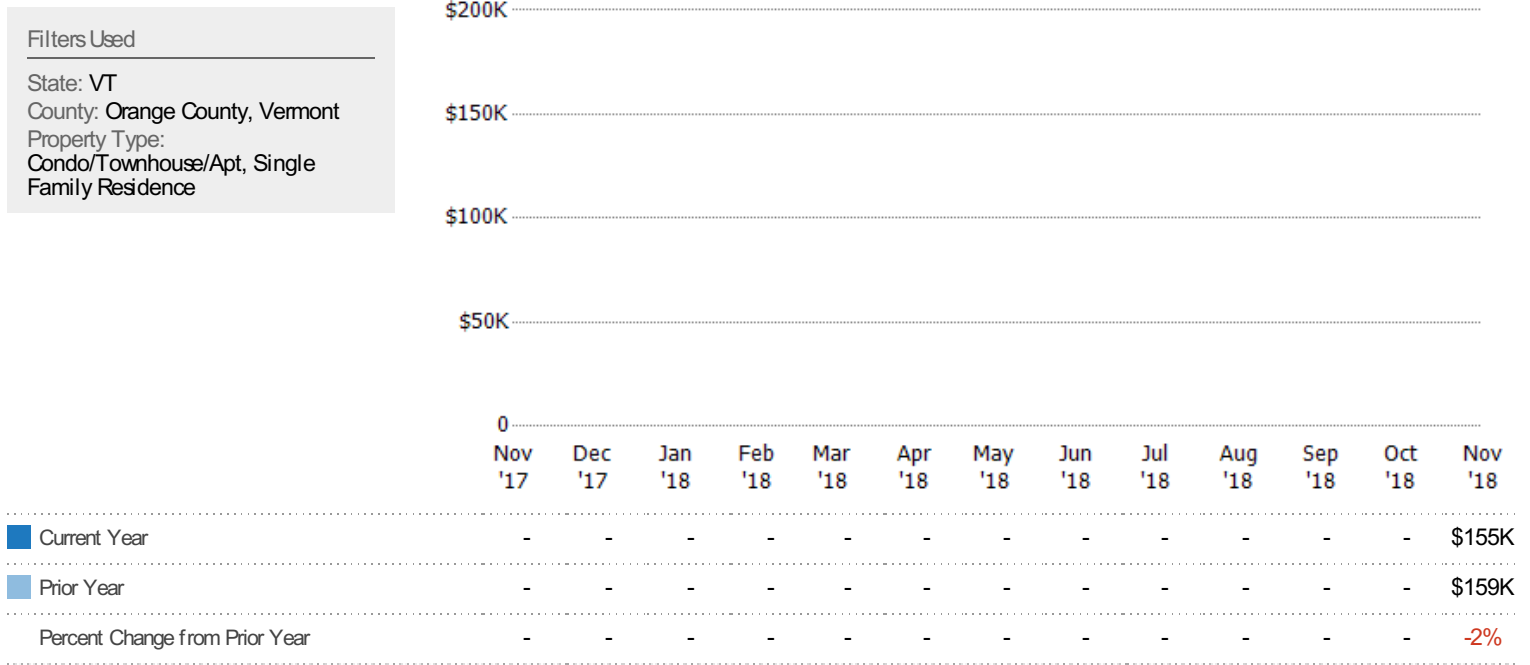 Filters Used
State: VT
County: Orange County, Vermont
Property Type:
Condo/Townhouse/Apt, Single
Family Residence
$200K
$150K
$100K
$50K
0
Nov Dec Jan Feb Mar Apr May Jun Jul Aug Sep Oct Nov
'17 '17 '18 '18 '18 '18 '18 '18 '18 '18 '18 '18 '18
Current Year - - - - - - - - - - - - $155K
Prior Year - - - - - - - - - - - - $159K
Percent Change from Prior Year - - - - - - - - - - - - -2%